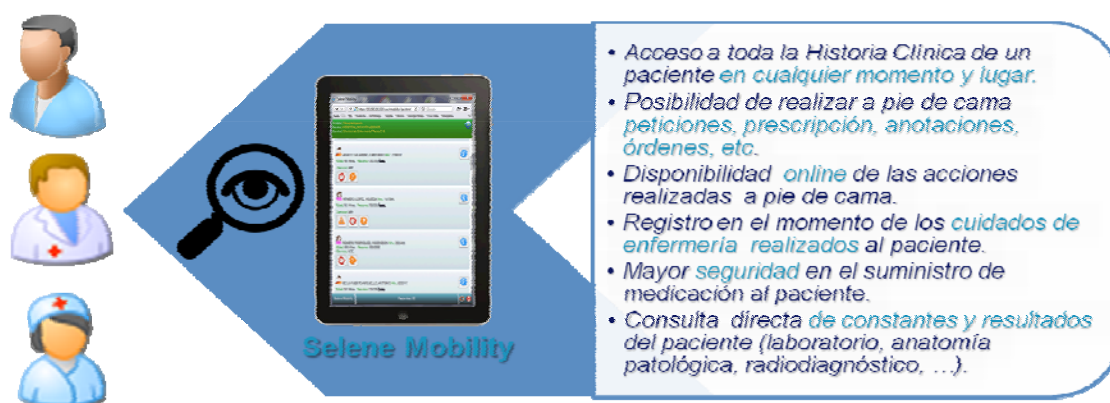 • Acceso a toda la Historia Clínica de un
paciente en cualquier momento y lugar.
• Posibilidad de realizar a pie de cama
peticiones, prescripción, anotaciones,
órdenes, etc.
• Disponibilidad online de las acciones
realizadas a pie de cama.
• Registro en el momento de los cuidados de
enfermería realizados al paciente.
• Mayor seguridad en el suministro de
medicación al paciente.
• Consulta directa de constantes y resultados
del paciente (laboratorio, anatomía
patológica, radiodiagnóstico, ...).
Selene Mobility